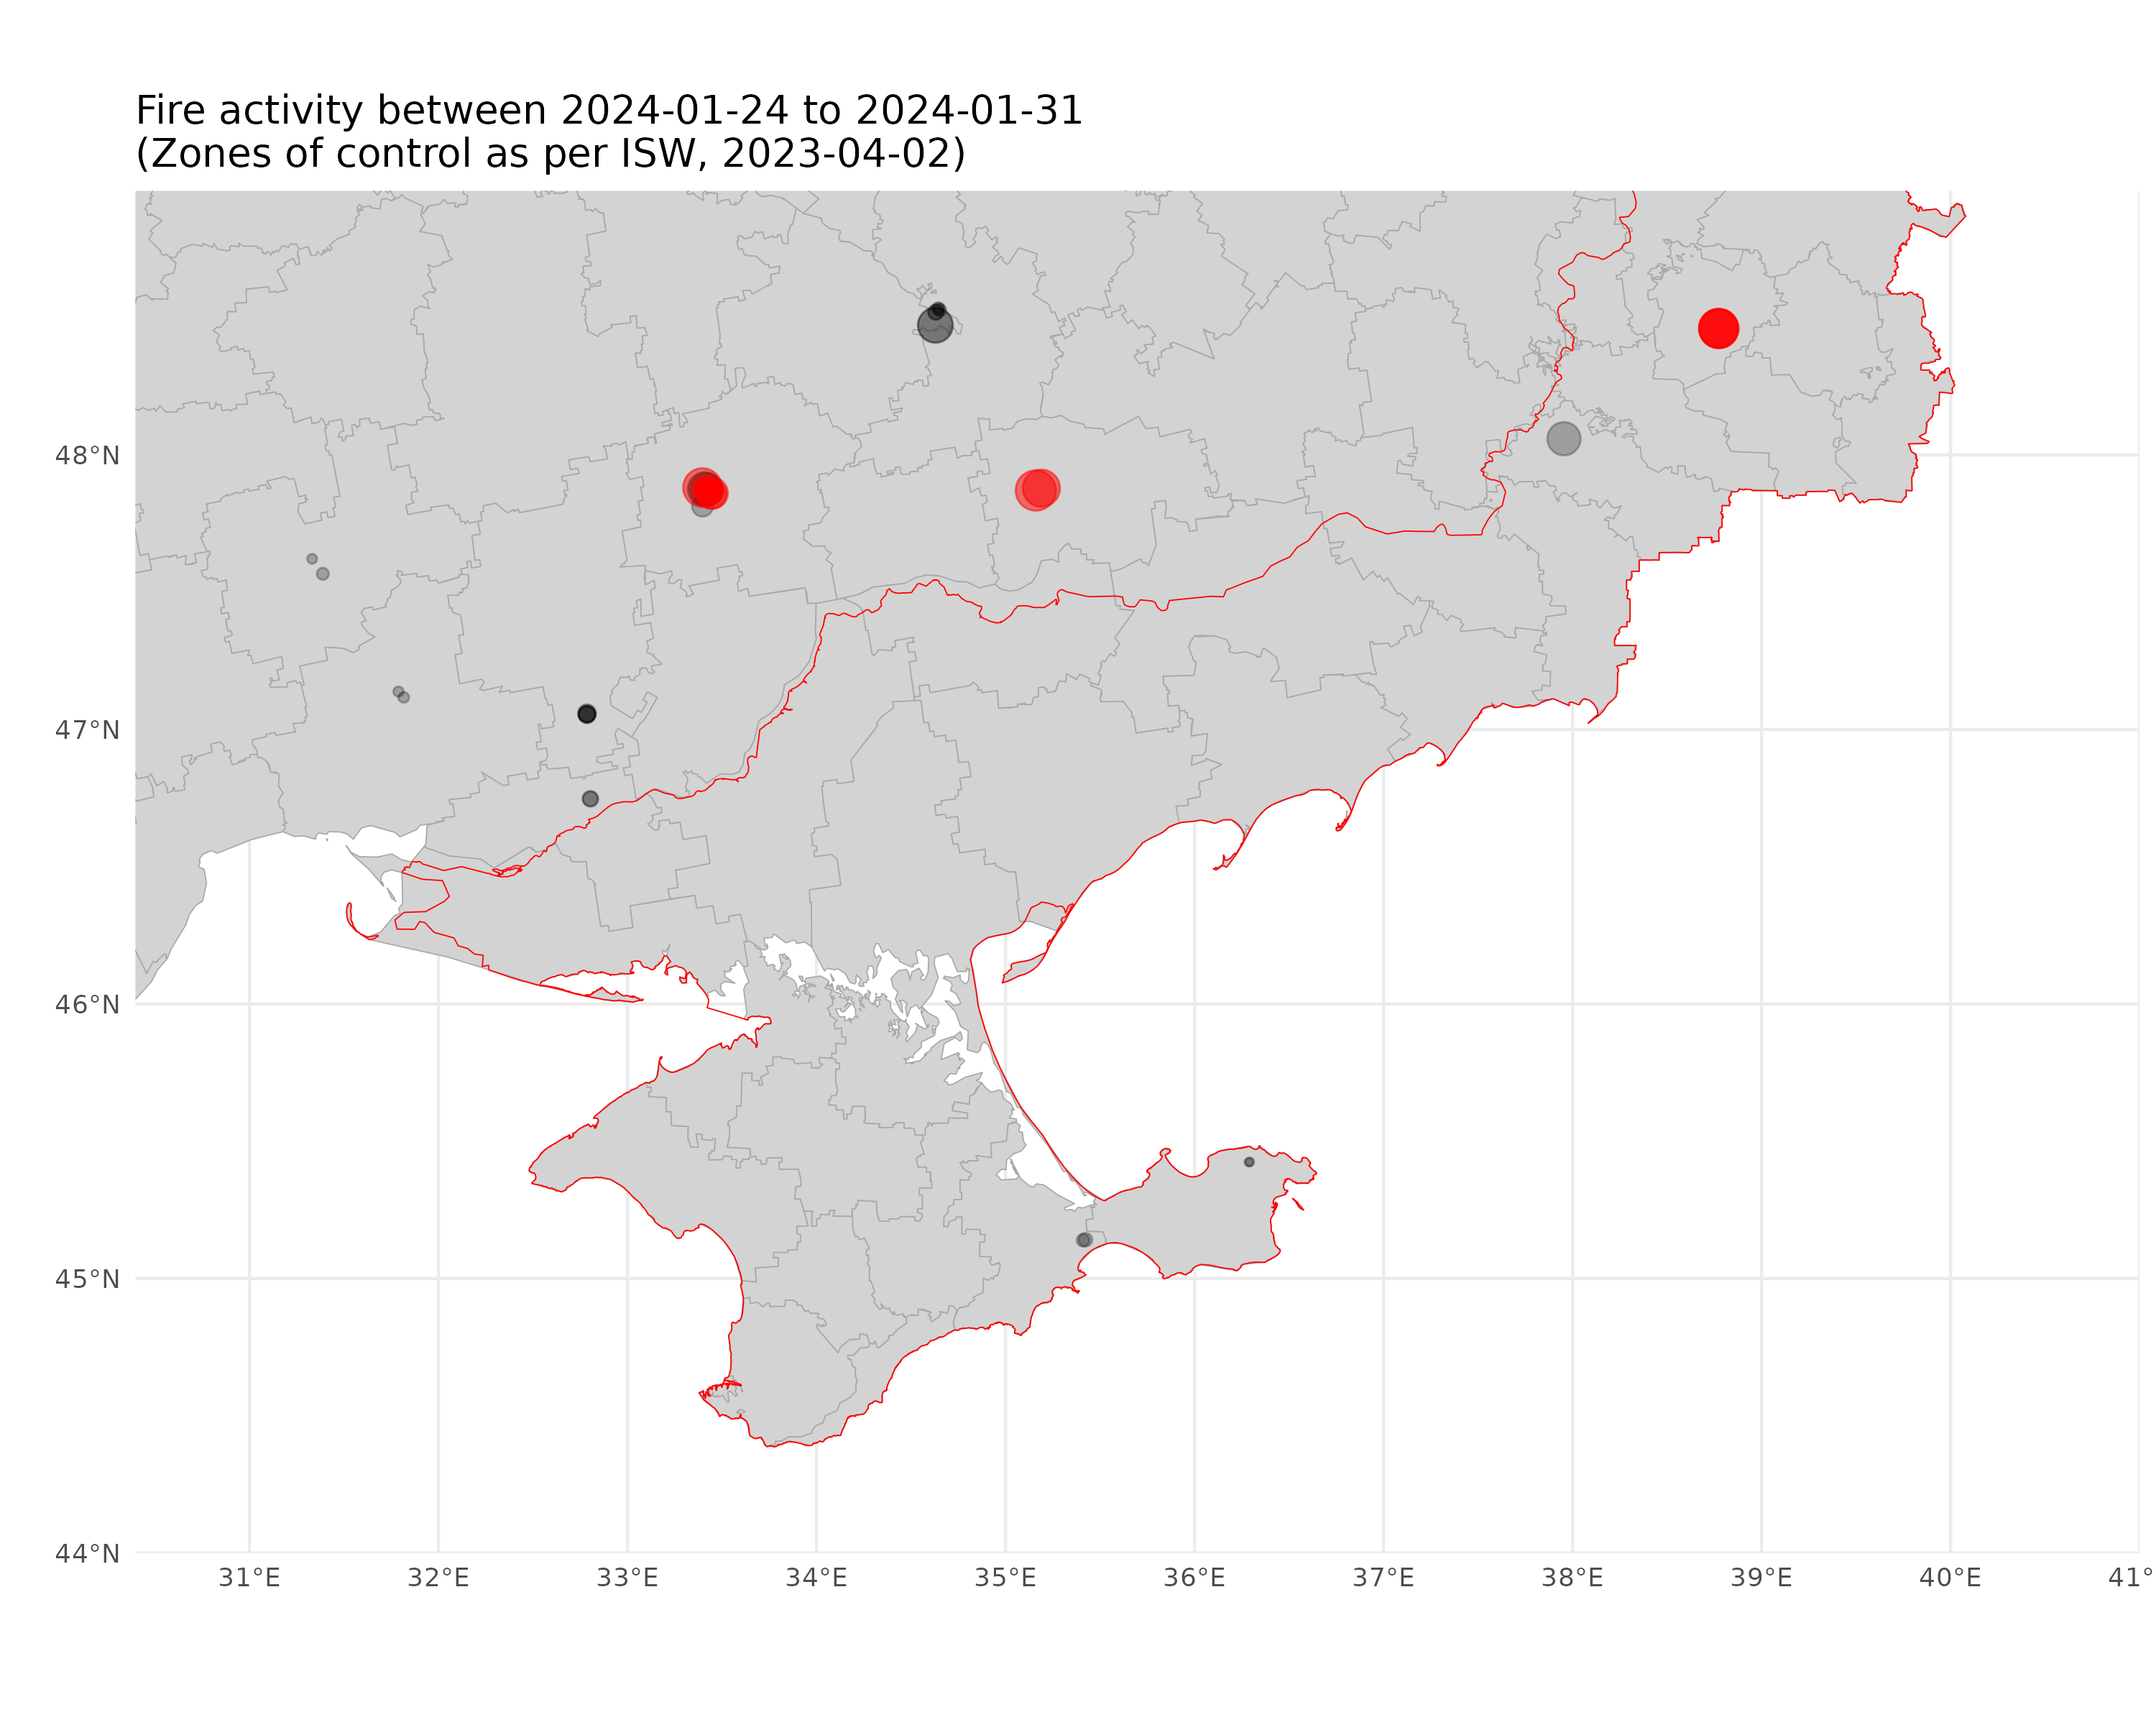 Fire activity between 2024-01-24 to 2024-01-31
(Zones of control as per ISW, 2023-04-02)
48°N
47°N
46°N
45°N
44°N
31°E
32°E
33°E
34°E
35°E
36°E
37°E
38°E
39°E
40°E
41°